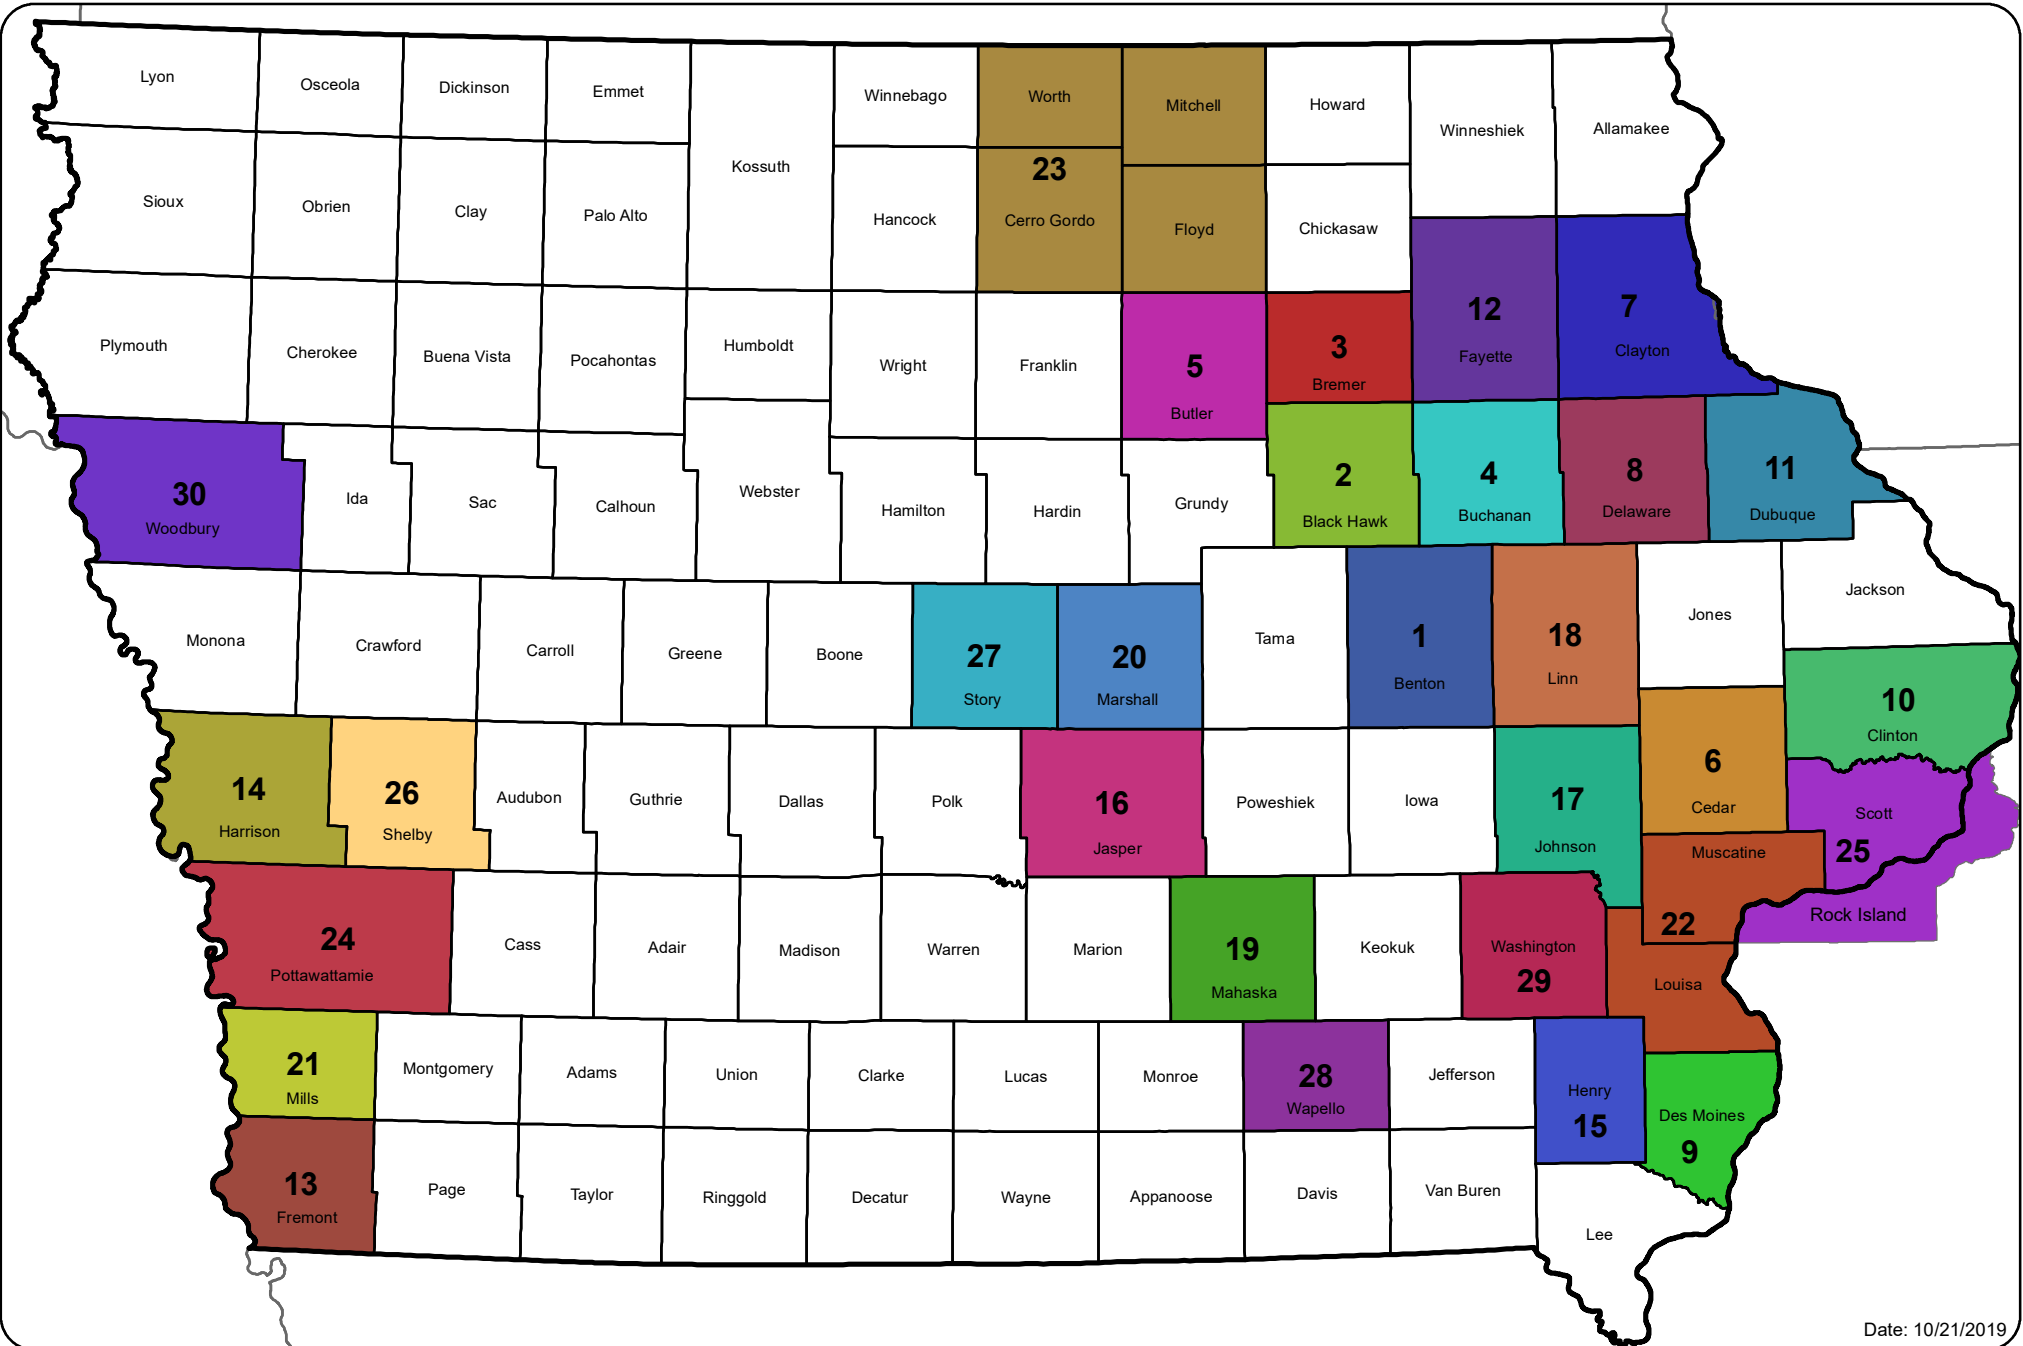 Lyon
Osceola
Dickinson
Emmet
Kossuth
Winnebago
Worth
Mitchell
Howard
Winneshiek
Allamakee
Sioux
Obrien
Clay
Palo Alto
Hancock
23
Cerro Gordo
Floyd
Chickasaw
12
Fayette
7
Clayton
Plymouth
Cherokee
Buena Vista
Pocahontas
Humboldt
Wright
Franklin
5
Butler
3
Bremer
30
Woodbury
Ida
Sac
Calhoun
Webster
Hamilton
Hardin
Grundy
2
Black Hawk
4
Buchanan
8
Delaware
11
Dubuque
Monona
Crawford
Carroll
Greene
Boone
27
Story
20
Marshall
Tama
1
Benton
18
Linn
Jones
Jackson
10
Clinton
14
Harrison
26
Shelby
Audubon
Guthrie
Dallas
Polk
16
Jasper
Poweshiek
Iowa
17
Johnson
6
Cedar
Scott
25
Muscatine
22
Rock Island
24
Pottawattamie
Cass
Adair
Madison
Warren
Marion
19
Mahaska
Keokuk
Washington
29
Louisa
21
Mills
Montgomery
Adams
Union
Clarke
Lucas
Monroe
28
Wapello
Jefferson
Henry
15
Des Moines
9
13
Fremont
Page
Taylor
Ringgold
Decatur
Wayne
Appanoose
Davis
Van Buren
Lee
Date: 10/21/2019